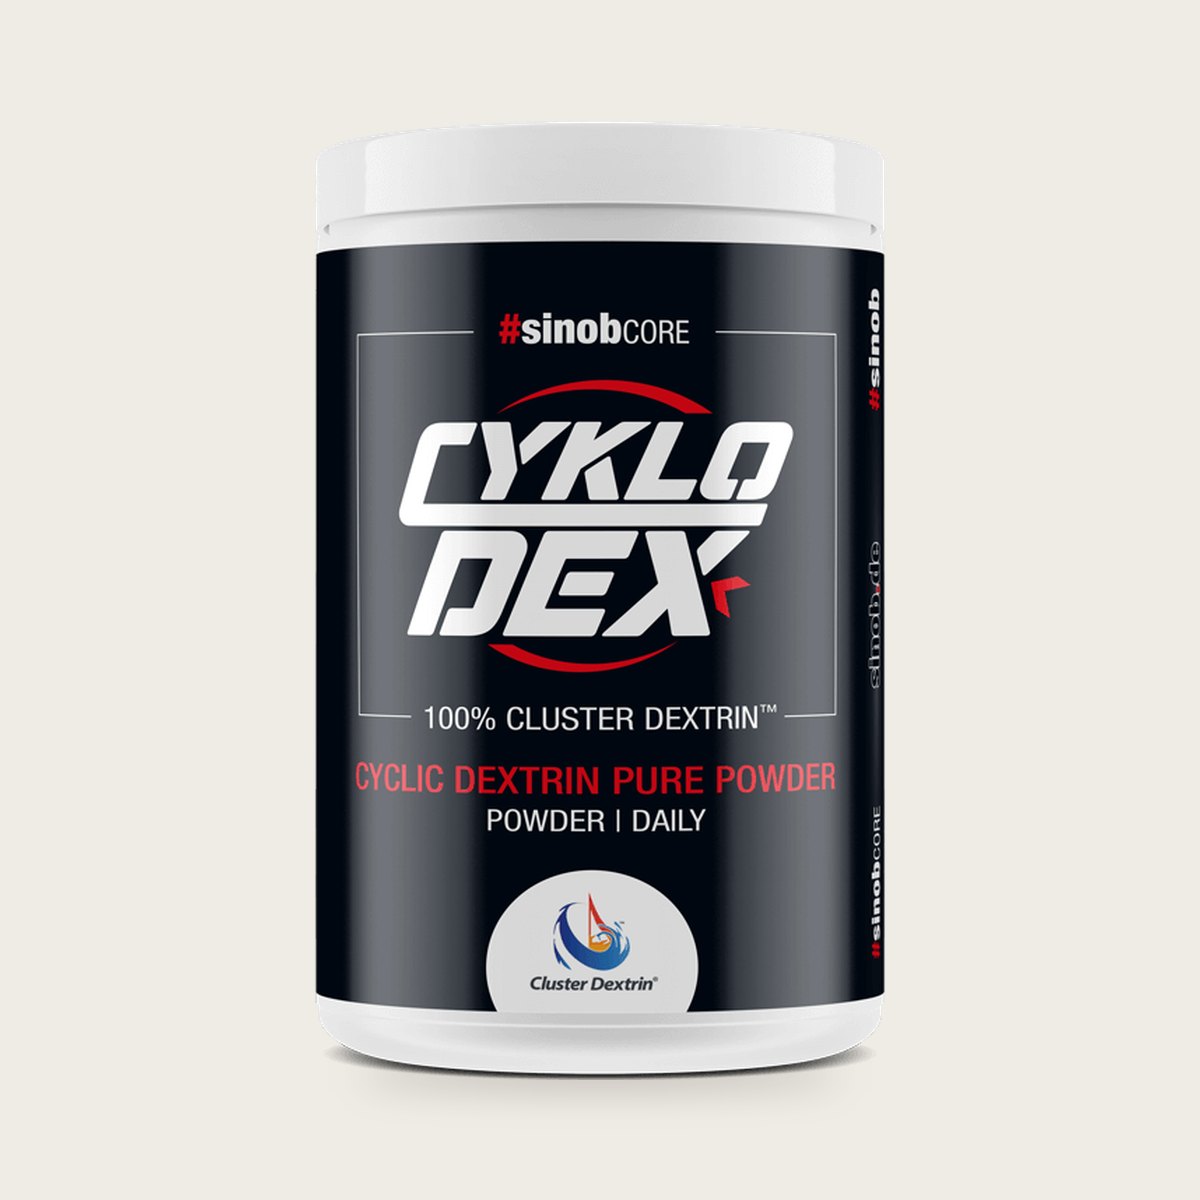 #sinobCORE
CYKLO
DEX
100% CLUSTER DEXTRIN™
CYCLIC DEXTRIN PURE POWDER
POWDER | DAILY
Cluster Dextrin®
#sinob
sinob.de
#sinobCORE